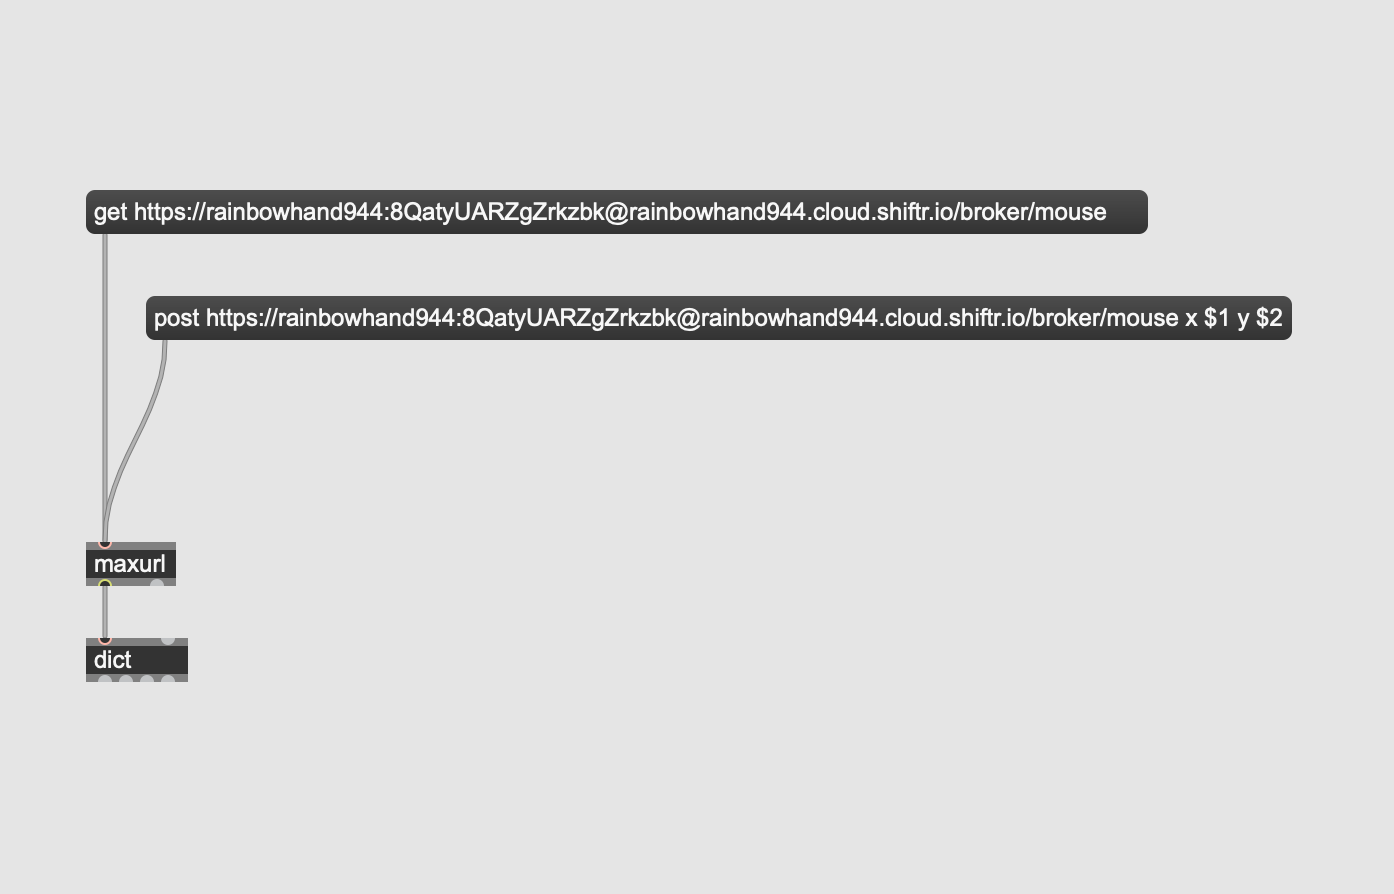 get https://rainbowhand944:8QatyUARZgZrkzbk@rainbowhand944.cloud.shiftr.io/broker/mouse
post https://rainbowhand944:8QatyUARZgZrkzbk@rainbowhand944.cloud.shiftr.io/broker/mouse x $1 y $2
maxurl
dict